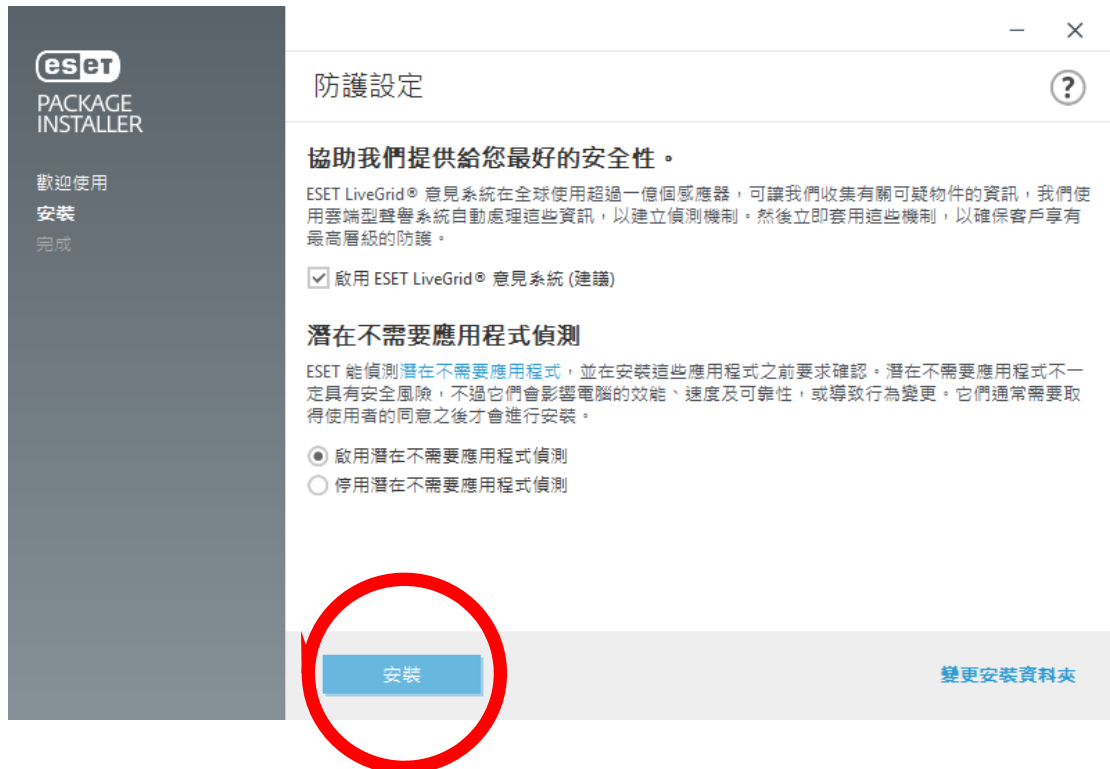 eset
PACKAGE
INSTALLER
歡迎使用
安裝
完成
防護設定
?
協助我們提供給您最好的安全性。
ESET LiveGrid® 意見系統在全球使用超過一億個感應器，可讓我們收集有關可疑物件的資訊，我們使
用雲端型聲譽系統自動處理這些資訊，以建立偵測機制。然後立即套用這些機制，以確保客戶享有
最高層級的防護。
啟用 ESET LiveGrid® 意見系統 (建議)
潛在不需要應用程式偵測
ESET 能偵測潛在不需要應用程式，並在安裝這些應用程式之前要求確認。潛在不需要應用程式不一
定具有安全風險，不過它們會影響電腦的效能、速度及可靠性，或導致行為變更。它們通常需要取
得使用者的同意之後才會進行安裝。
啟用潛在不需要應用程式偵測
停用潛在不需要應用程式偵測
安裝
變更安裝資料夾